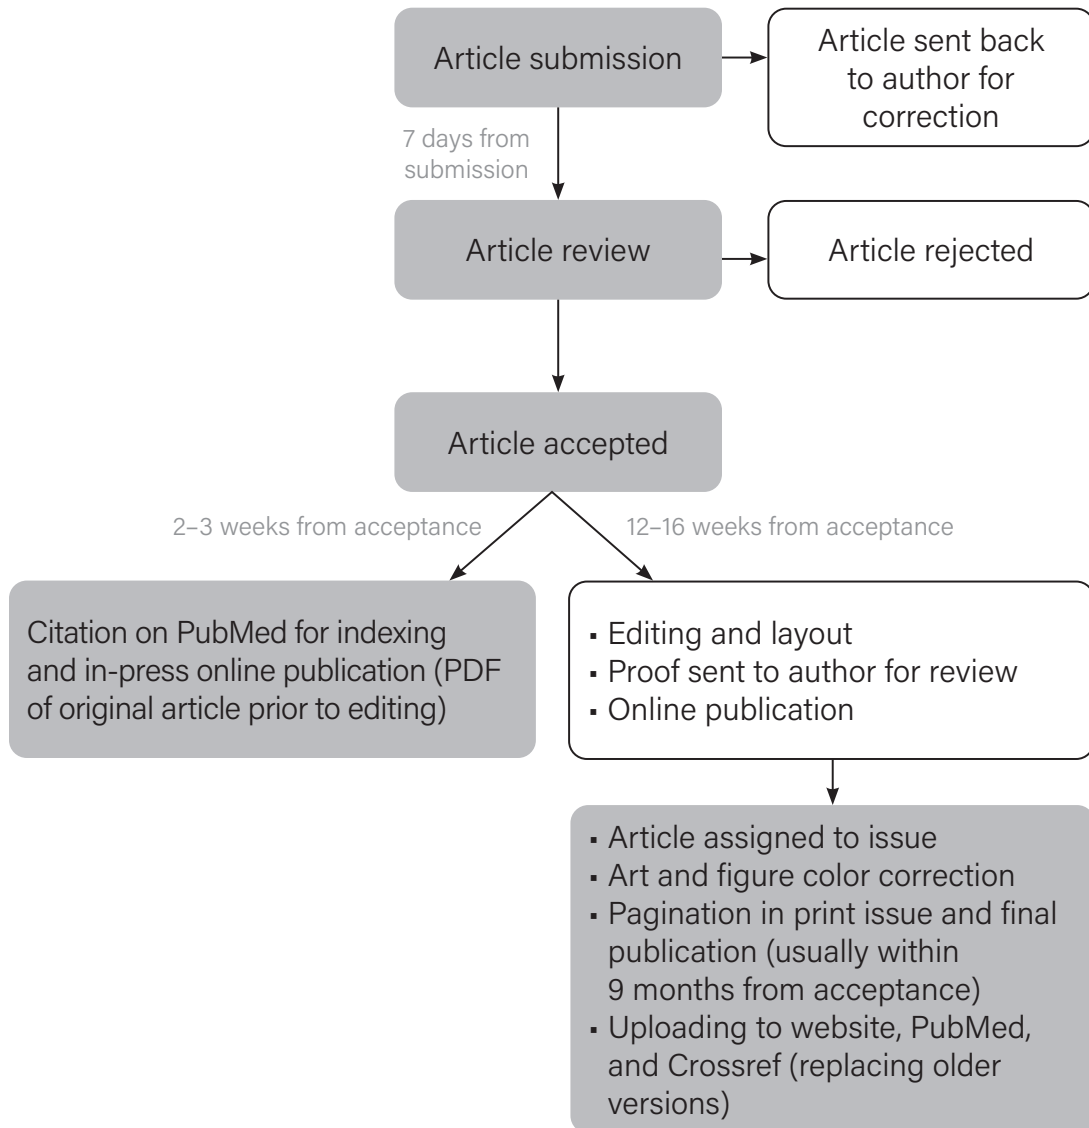 Article submission
Article sent back
to author for
correction
7 days from
submission
Article review
Article rejected
Article accepted
2–3 weeks from acceptance
12–16 weeks from acceptance
Citation on PubMed for indexing
and in-press online publication (PDF
of original article prior to editing)
▪ Editing and layout
▪ Proof sent to author for review
▪ Online publication
▪ Article assigned to issue
▪ Art and figure color correction
▪ Pagination in print issue and final
publication (usually within
9 months from acceptance)
▪ Uploading to website, PubMed,
and Crossref (replacing older
versions)